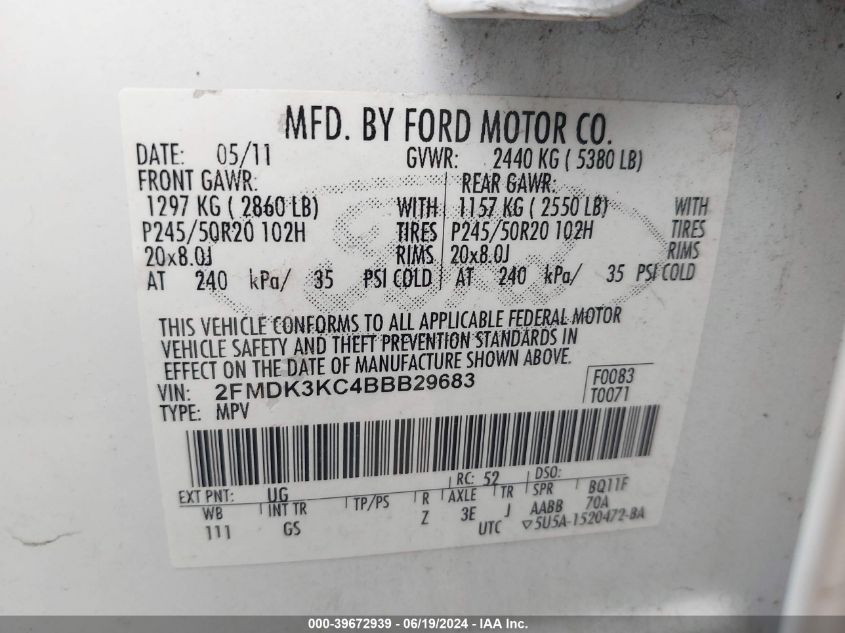 MFD. BY FORD MOTOR CO.
DATE: 05/11 GVWR: 2440 KG ( 5380 LB)
FRONT GAWR: REAR GAWR:
1297 KG ( 2860 LB) WITH 1157 KG ( 2550 LB) WITH
P245/50R20 102H TIRES P245/50R20 102H TIRES
20x8.0J RIMS 20x8.0J RIMS
AT 240 kPa/ 35 PSI COLD AT 240 kPa/ 35 PSI COLD
THIS VEHICLE CONFORMS TO ALL APPLICABLE FEDERAL MOTOR
VEHICLE SAFETY AND THEFT PREVENTION STANDARDS IN
EFFECT ON THE DATE OF MANUFACTURE SHOWN ABOVE.
VIN: 2FMDK3KC4BBB29683 F0083
TYPE: MPV T0071
RC: 52 DSO:
EXT PNT: UG BQ11F
WB INT TR TP/PS R AXLE TR SPR 70A
111 GS Z 3E J AABB
UTC ▽5U5A-1520472-BA
000-39672939 / 06/19/2024 - IAA Inc.